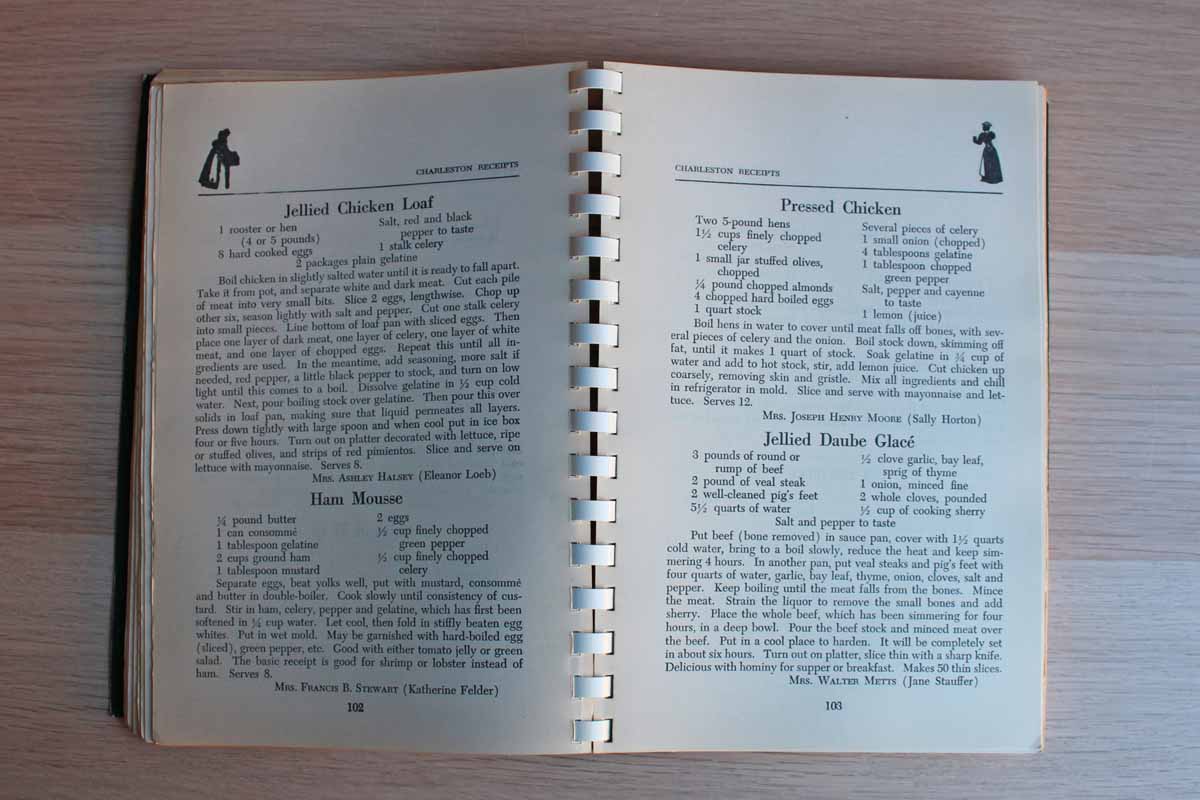 CHARLESTON RECEIPTS
Jellied Chicken Loaf
1 rooster or hen
(4 or 5 pounds)
8 hard cooked eggs
Salt, red and black
pepper to taste
1 stalk celery
2 packages plain gelatine
Boil chicken in slightly salted water until it is ready to fall apart.
Take it from pot, and separate white and dark meat. Cut each pile
of meat into very small bits. Slice 2 eggs, lengthwise. Chop up
other six, season lightly with salt and pepper. Cut one stalk celery
into small pieces. Line bottom of loaf pan with sliced eggs. Then
place one layer of dark meat, one layer of celery, one layer of white
meat, and one layer of chopped eggs. Repeat this until all in-
gredients are used. In the meantime, add seasoning, more salt if
needed, red pepper, a little black pepper to stock, and turn on low
light until this comes to a boil. Dissolve gelatine in ½ cup cold
water. Next, pour boiling stock over gelatine. Then pour this over
solids in loaf pan, making sure that liquid permeates all layers.
Press down tightly with large spoon and when cool put in ice box
four or five hours. Turn out on platter decorated with lettuce, ripe
or stuffed olives, and strips of red pimientos. Slice and serve on
lettuce with mayonnaise. Serves 8.
MRS. ASHLEY HALSEY (Eleanor Loeb)
Ham Mousse
¼ pound butter
1 can consommé
1 tablespoon gelatine
2 cups ground ham
1 tablespoon mustard
2 eggs
½ cup finely chopped
green pepper
½ cup finely chopped
celery
Separate eggs, beat yolks well, put with mustard, consommé
and butter in double-boiler. Cook slowly until consistency of cus-
tard. Stir in ham, celery, pepper and gelatine, which has first been
softened in ¼ cup water. Let cool, then fold in stiffly beaten egg
whites. Put in wet mold. May be garnished with hard-boiled egg
(sliced), green pepper, etc. Good with either tomato jelly or green
salad. The basic receipt is good for shrimp or lobster instead of
ham. Serves 8.
MRS. FRANCIS B. STEWART (Katherine Felder)
102
CHARLESTON RECEIPTS
Pressed Chicken
Two 5-pound hens
1½ cups finely chopped
celery
1 small jar stuffed olives,
chopped
¼ pound chopped almonds
4 chopped hard boiled eggs
1 quart stock
Several pieces of celery
1 small onion (chopped)
4 tablespoons gelatine
1 tablespoon chopped
green pepper
Salt, pepper and cayenne
to taste
1 lemon (juice)
Boil hens in water to cover until meat falls off bones, with sev-
eral pieces of celery and the onion. Boil stock down, skimming off
fat, until it makes 1 quart of stock. Soak gelatine in ¾ cup of
water and add to hot stock, stir, add lemon juice. Cut chicken up
coarsely, removing skin and gristle. Mix all ingredients and chill
in refrigerator in mold. Slice and serve with mayonnaise and let-
tuce. Serves 12.
MRS. JOSEPH HENRY MOORE (Sally Horton)
Jellied Daube Glacé
3 pounds of round or
rump of beef
2 pound of veal steak
2 well-cleaned pig's feet
5½ quarts of water
½ clove garlic, bay leaf,
sprig of thyme
1 onion, minced fine
2 whole cloves, pounded
½ cup of cooking sherry
Salt and pepper to taste
Put beef (bone removed) in sauce pan, cover with 1½ quarts
cold water, bring to a boil slowly, reduce the heat and keep sim-
mering 4 hours. In another pan, put veal steaks and pig's feet with
four quarts of water, garlic, bay leaf, thyme, onion, cloves, salt and
pepper. Keep boiling until the meat falls from the bones. Mince
the meat. Strain the liquor to remove the small bones and add
sherry. Place the whole beef, which has been simmering for four
hours, in a deep bowl. Pour the beef stock and minced meat over
the beef. Put in a cool place to harden. It will be completely set
in about six hours. Turn out on platter, slice thin with a sharp knife.
Delicious with hominy for supper or breakfast. Makes 50 thin slices.
MRS. WALTER METTS (Jane Stauffer)
103